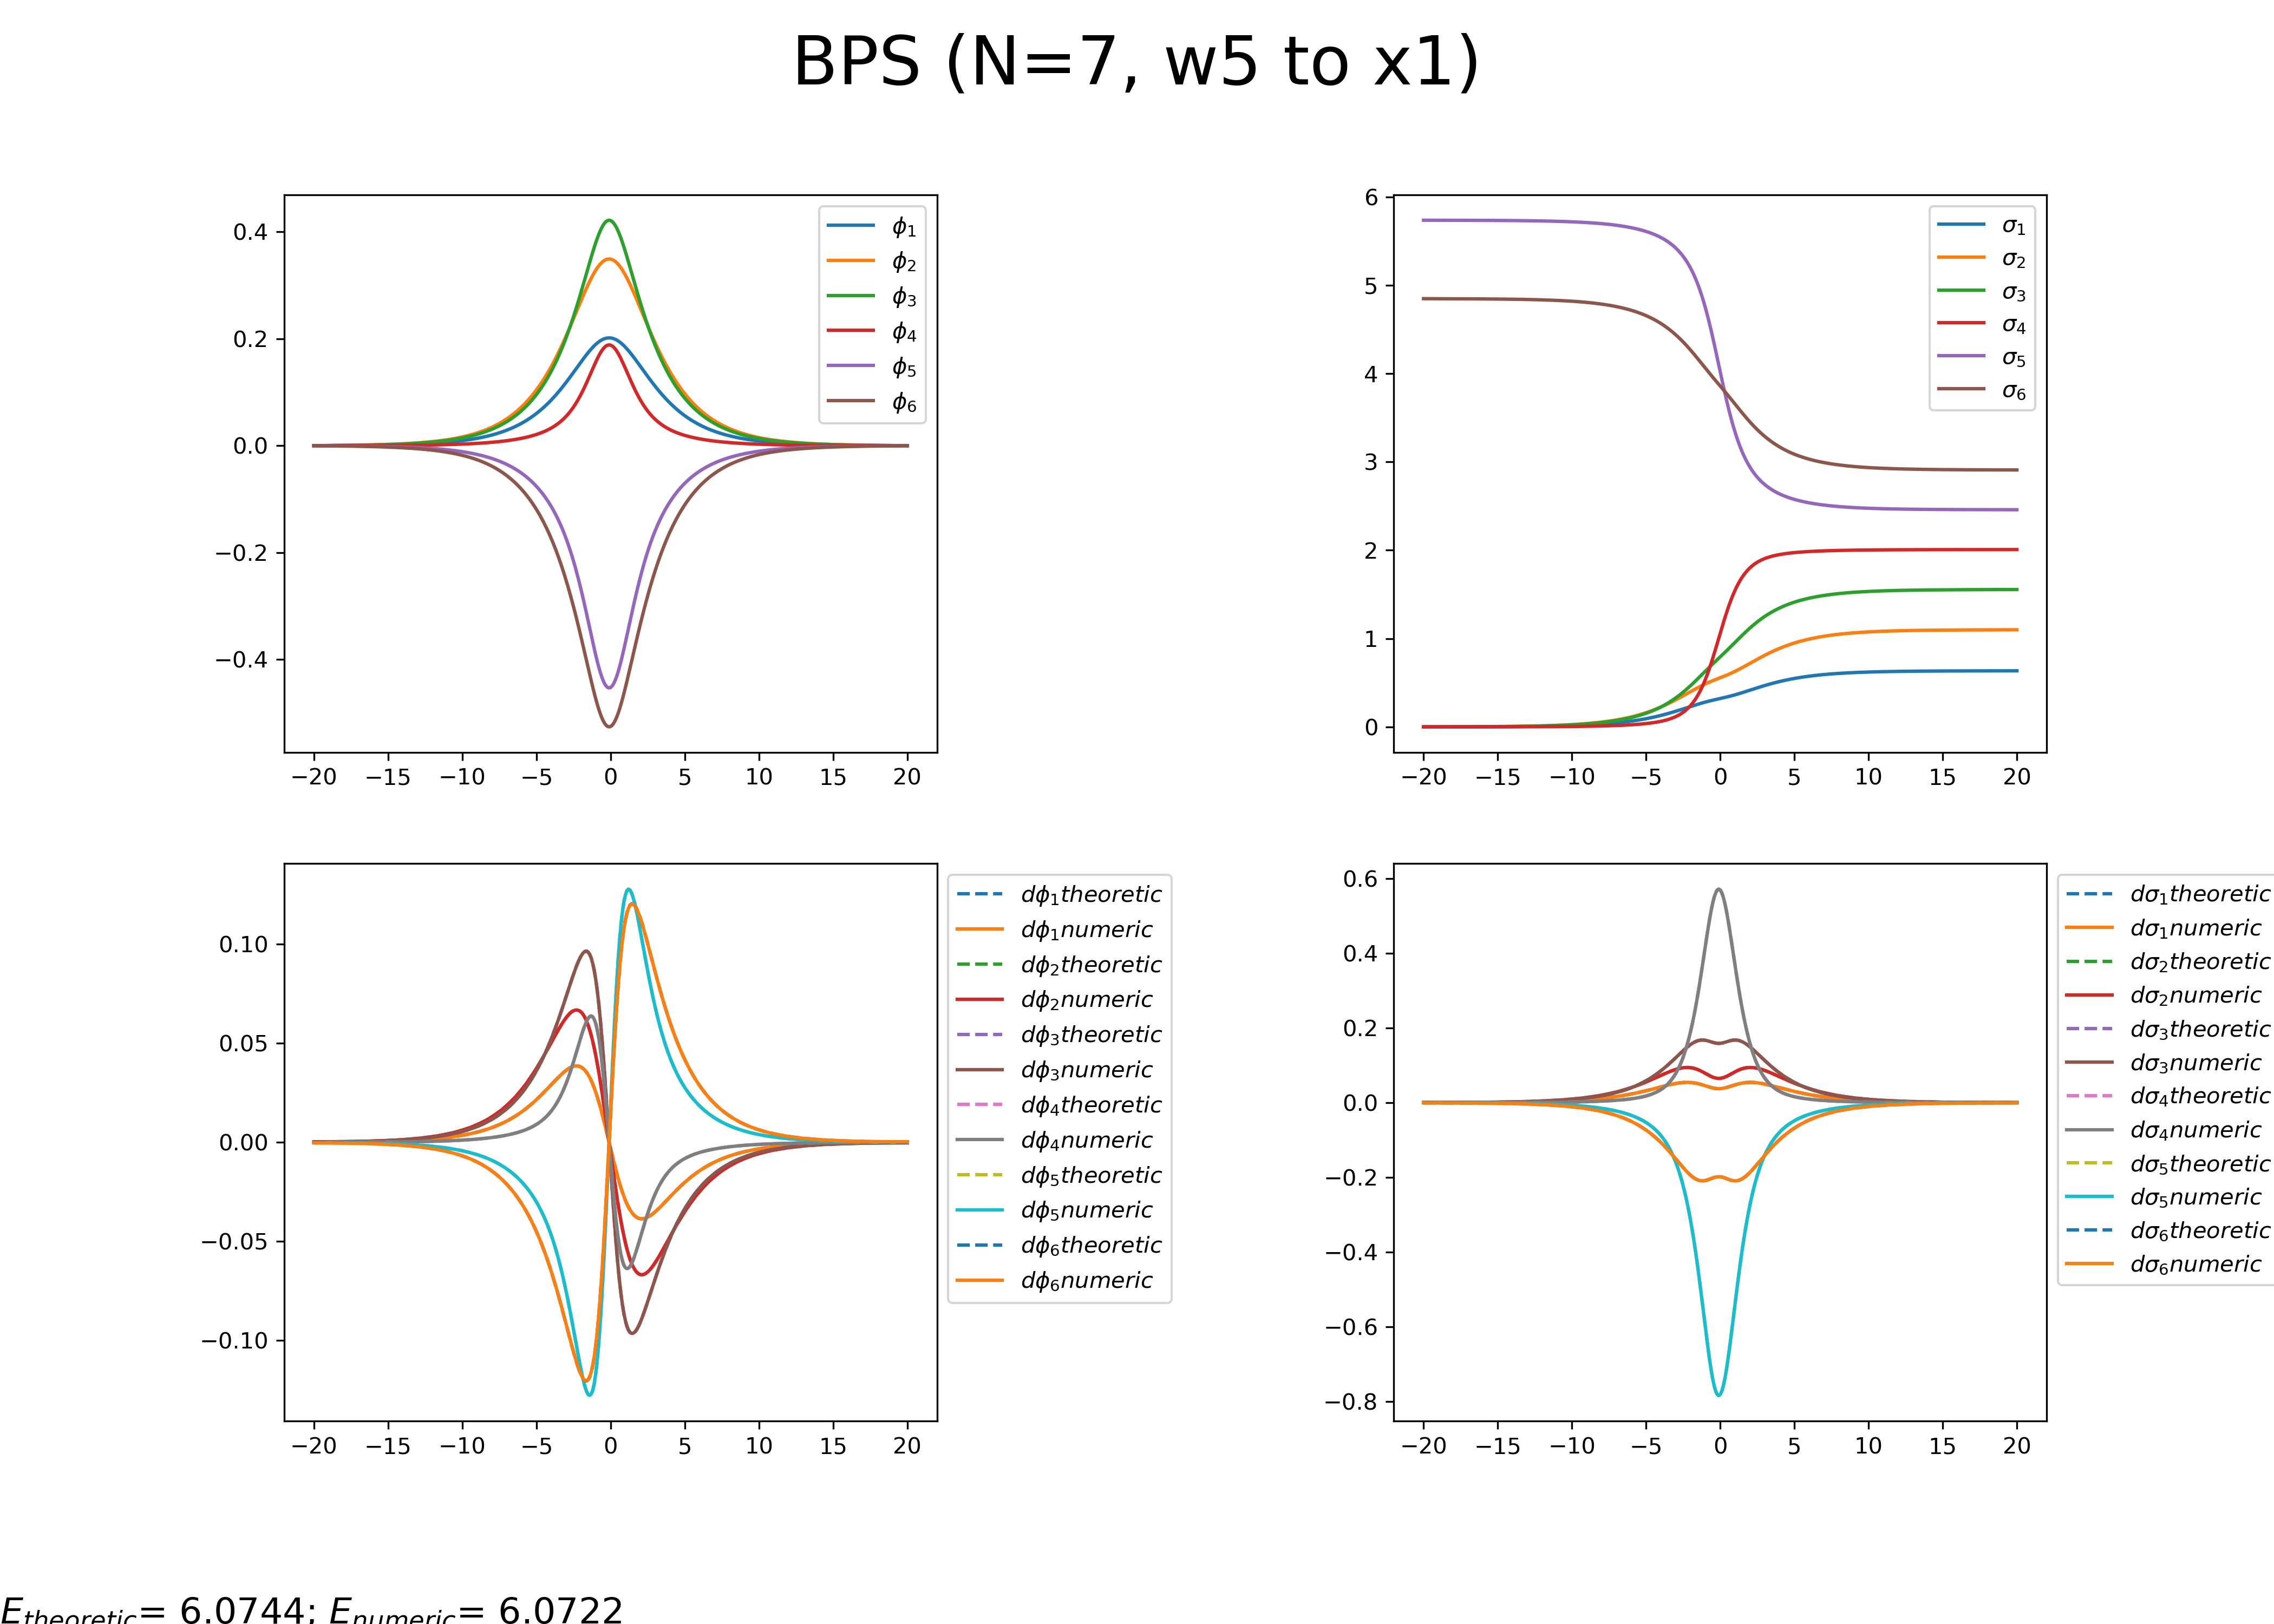 BPS (N=7, w5 to x1)
0.4
0.2
0.0
−0.2
−0.4
−20 −15 −10 −5 0 5 10 15 20
ϕ₁
ϕ₂
ϕ₃
ϕ₄
ϕ₅
ϕ₆
6
5
4
3
2
1
0
−20 −15 −10 −5 0 5 10 15 20
σ₁
σ₂
σ₃
σ₄
σ₅
σ₆
0.10
0.05
0.00
−0.05
−0.10
−20 −15 −10 −5 0 5 10 15 20
dϕ₁theoretic
dϕ₁numeric
dϕ₂theoretic
dϕ₂numeric
dϕ₃theoretic
dϕ₃numeric
dϕ₄theoretic
dϕ₄numeric
dϕ₅theoretic
dϕ₅numeric
dϕ₆theoretic
dϕ₆numeric
0.6
0.4
0.2
0.0
−0.2
−0.4
−0.6
−0.8
−20 −15 −10 −5 0 5 10 15 20
dσ₁theoretic
dσ₁numeric
dσ₂theoretic
dσ₂numeric
dσ₃theoretic
dσ₃numeric
dσ₄theoretic
dσ₄numeric
dσ₅theoretic
dσ₅numeric
dσ₆theoretic
dσ₆numeric
E_theoretic= 6.0744; E_numeric= 6.0722